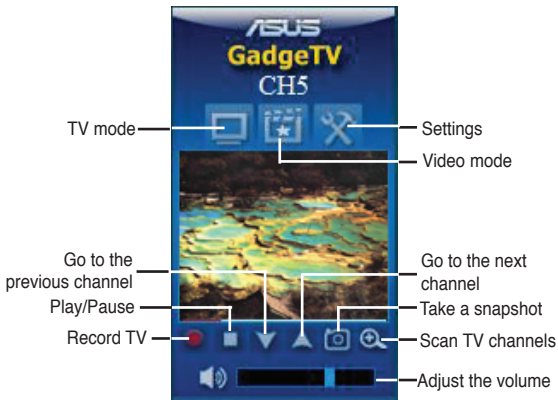 ASUS
GadgeTV
CH5
TV mode
Settings
Video mode
Go to the
previous channel
Go to the next
channel
Play/Pause
Take a snapshot
Record TV
Scan TV channels
Adjust the volume